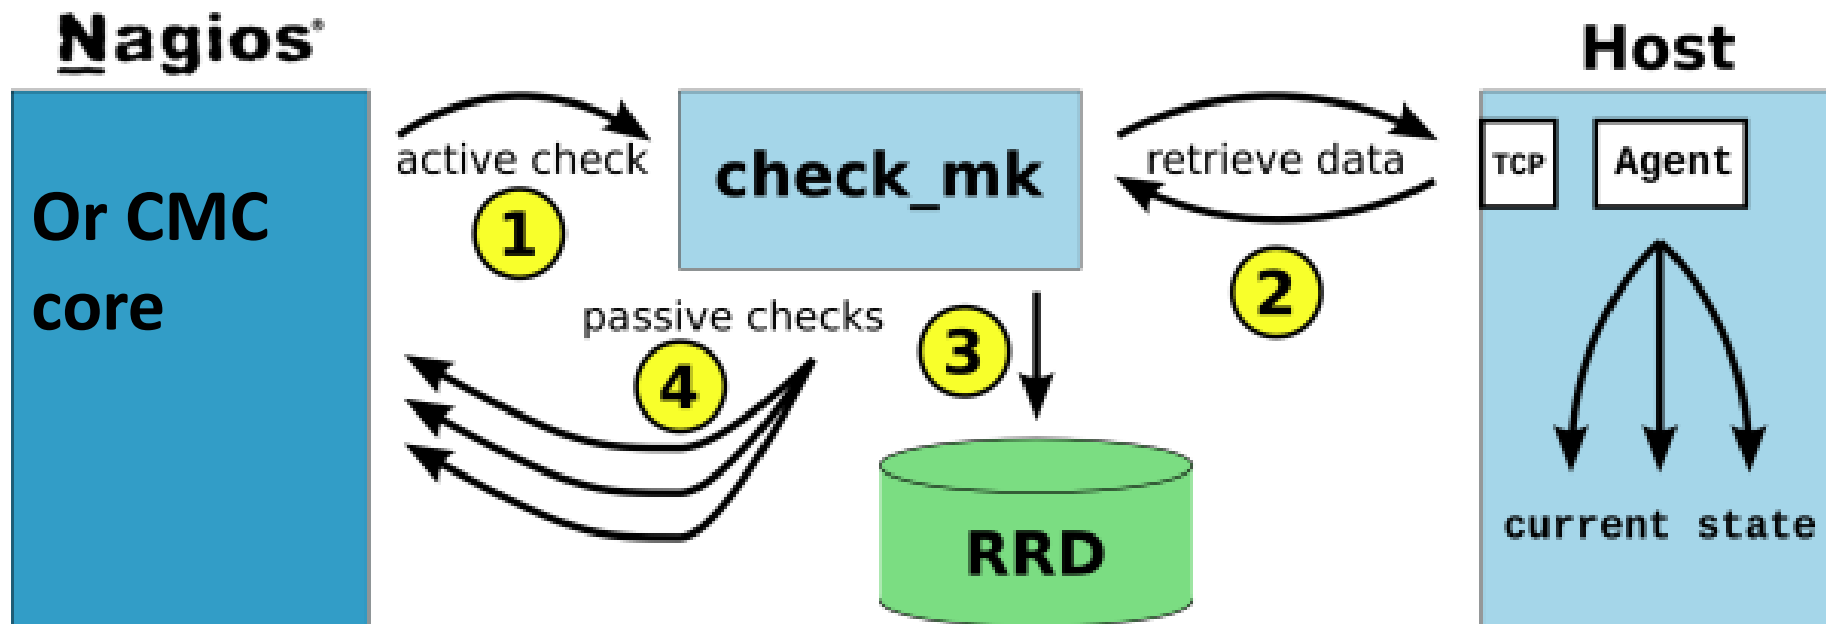 Nagios®
Host
Or CMC
core
active check
1
check_mk
retrieve data
2
TCP
Agent
passive checks
4
3
RRD
current state